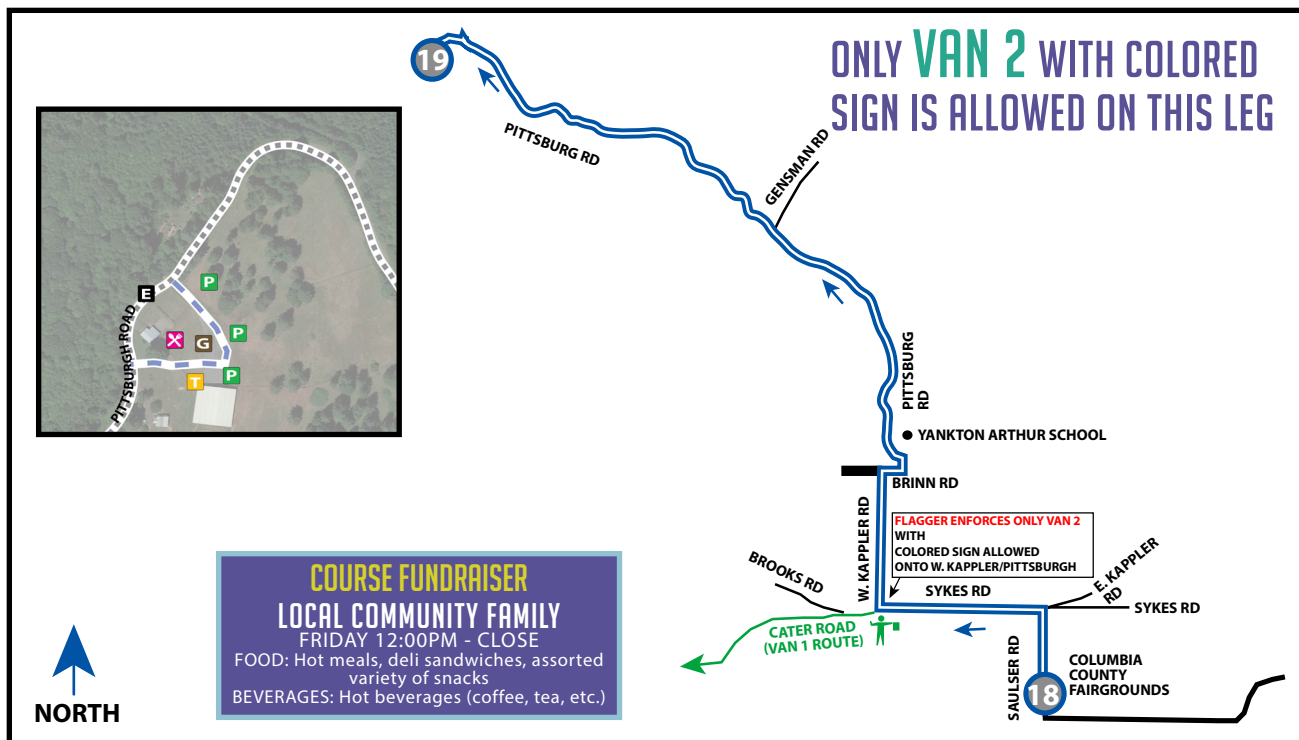 ONLY VAN 2 WITH COLORED
SIGN IS ALLOWED ON THIS LEG
19
PITTSBURG RD
GENSMAN RD
E
P
P
G
P
T
PITTSBURGH ROAD
PITTSBURG
RD
YANKTON ARTHUR SCHOOL
BRINN RD
W. KAPPLER RD
FLAGGER ENFORCES ONLY VAN 2
WITH
COLORED SIGN ALLOWED
ONTO W. KAPPLER/PITTSBURGH
BROOKS RD
SYKES RD
E. KAPPLER
RD
SYKES RD
CATER ROAD
(VAN 1 ROUTE)
SAULSER RD
COLUMBIA
COUNTY
FAIRGROUNDS
18
COURSE FUNDRAISER
LOCAL COMMUNITY FAMILY
FRIDAY 12:00PM - CLOSE
FOOD: Hot meals, deli sandwiches, assorted
variety of snacks
BEVERAGES: Hot beverages (coffee, tea, etc.)
NORTH